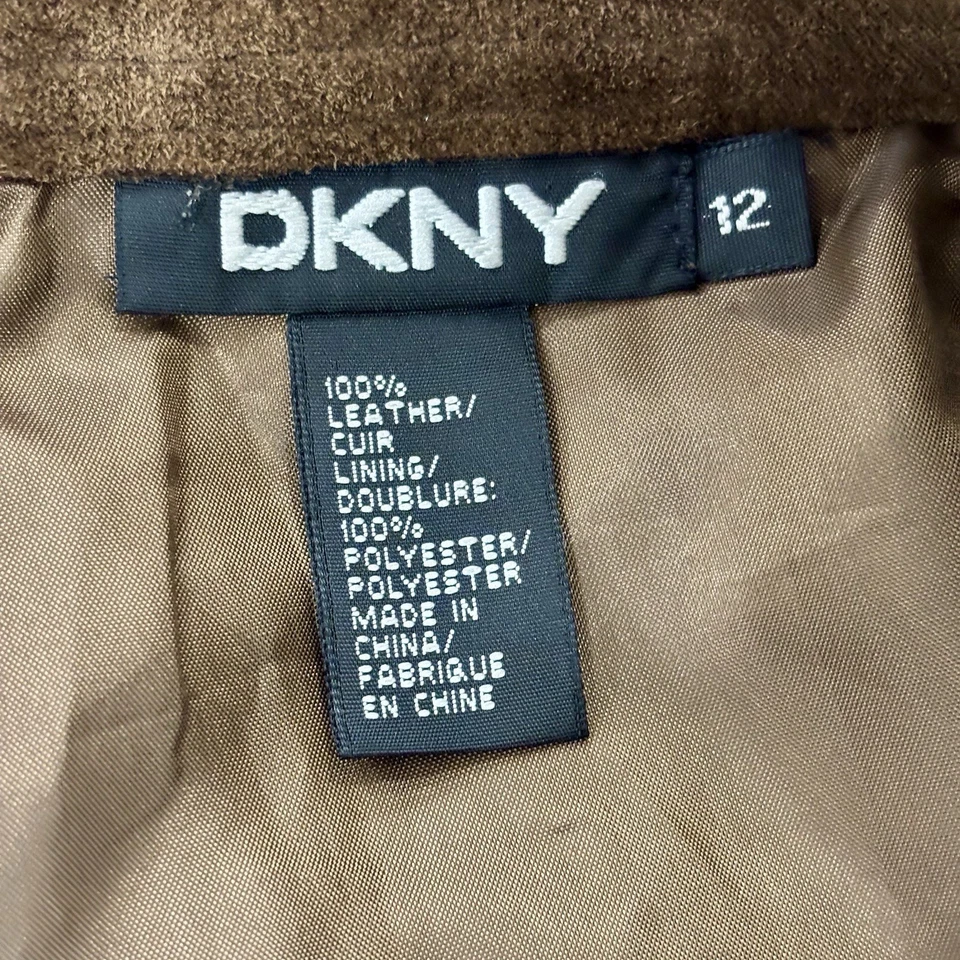 DKNY
12
100%
LEATHER/
CUIR
LINING/
DOUBLURE:
100%
POLYESTER/
POLYESTER
MADE IN
CHINA/
FABRIQUE
EN CHINE